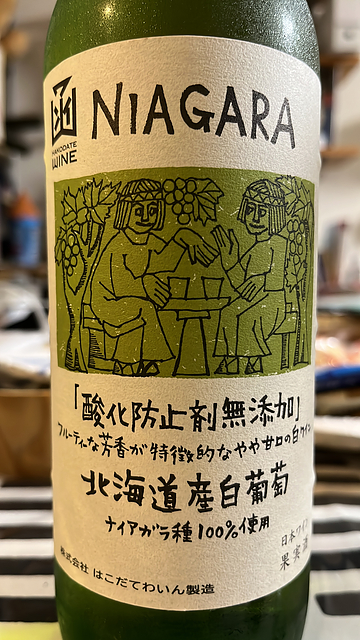 函
HAKODATE
WINE
NIAGARA
「酸化防止剤無添加」
フルーティーな芳香が特徴的なやや甘口の白ワイン
北海道産白葡萄
ナイアガラ種100%使用
日本ワイン
果実酒
株式会社 はこだてわいん製造